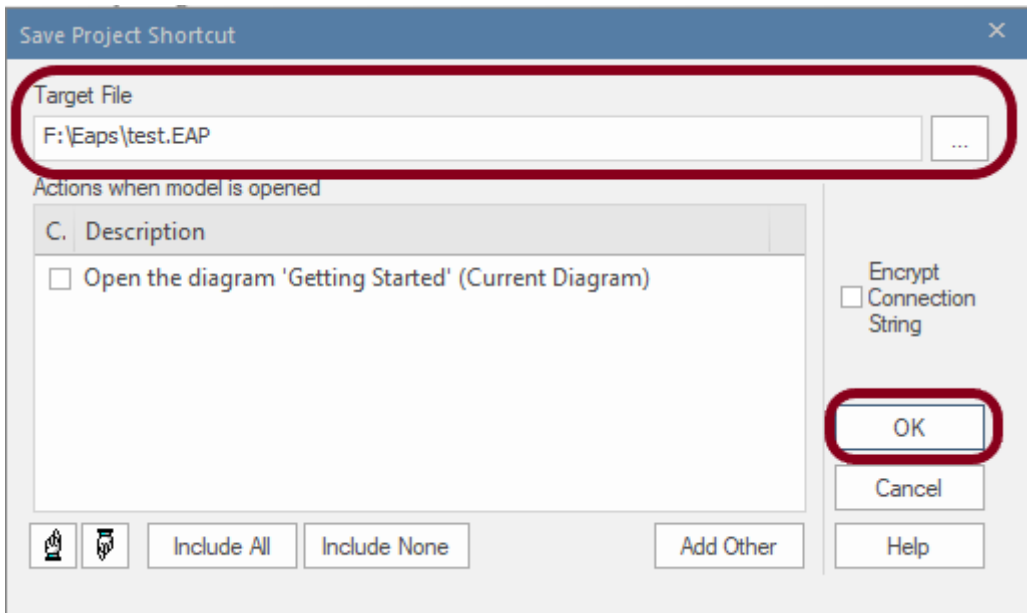 Save Project Shortcut
Target File
F:\Eaps\test.EAP
...
Actions when model is opened
C. Description
Open the diagram 'Getting Started' (Current Diagram)
Encrypt
Connection
String
OK
Cancel
Include All
Include None
Add Other
Help